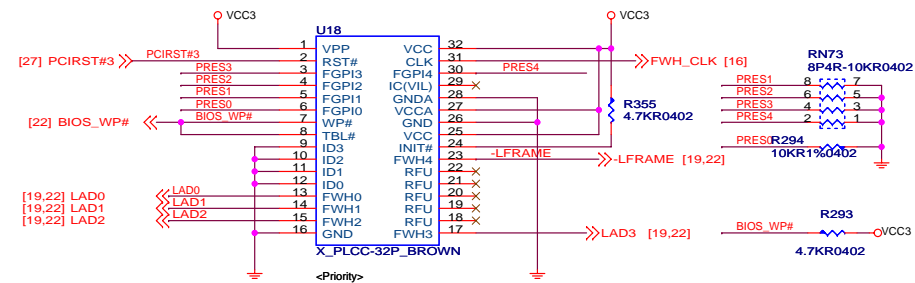 VCC3 VCC3
U18
1 VPP VCC 32
[27] PCIRST#3 PCIRST#3 2 RST# CLK 31 FWH_CLK [16]
PRES3 3 FGPI3 FGPI4 30 PRES4
PRES2 4 FGPI2 IC(VIL) 29
PRES1 5 FGPI1 GNDA 28
PRES0 6 FGPI0 VCCA 27
[22] BIOS_WP# BIOS_WP# 7 WP# GND 26
8 TBL# VCC 25
9 ID3 INIT# 24
10 ID2 FWH4 23 -LFRAME -LFRAME [19,22]
11 ID1 RFU 22
12 ID0 RFU 21
[19,22] LAD0 LAD0 13 FWH0 RFU 20
[19,22] LAD1 LAD1 14 FWH1 RFU 19
[19,22] LAD2 LAD2 15 FWH2 RFU 18
16 GND FWH3 17 LAD3 [19,22]
X_PLCC-32P_BROWN
<Priority>
R355
4.7KR0402
RN73
8P4R-10KR0402
PRES1 8 7
PRES2 6 5
PRES3 4 3
PRES4 2 1
PRES0 R294
10KR1%0402
R293
BIOS_WP# VCC3
4.7KR0402